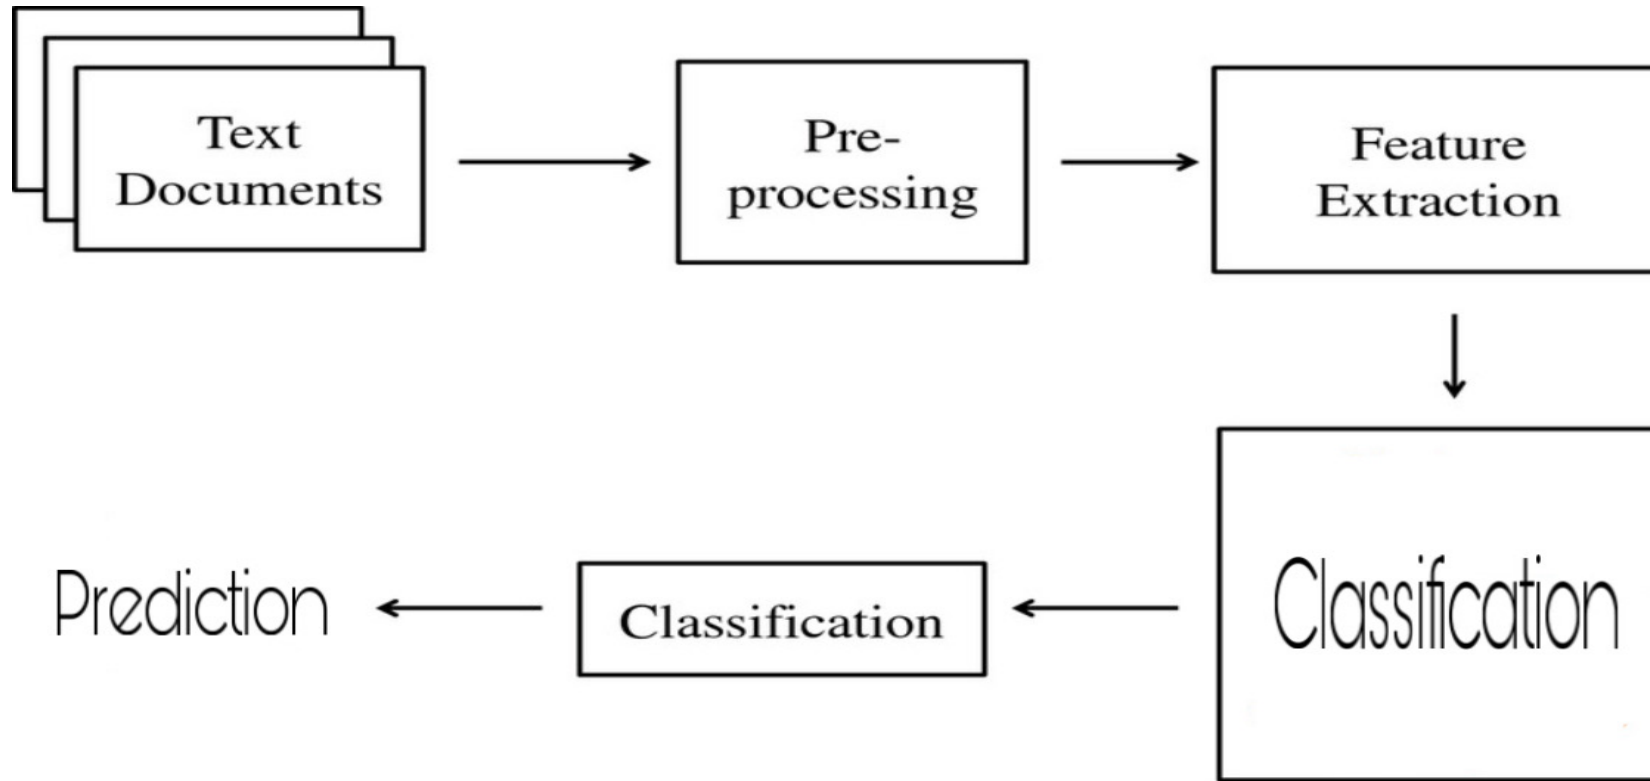 Text
Documents
Pre-
processing
Feature
Extraction
Classification
Classification
Prediction